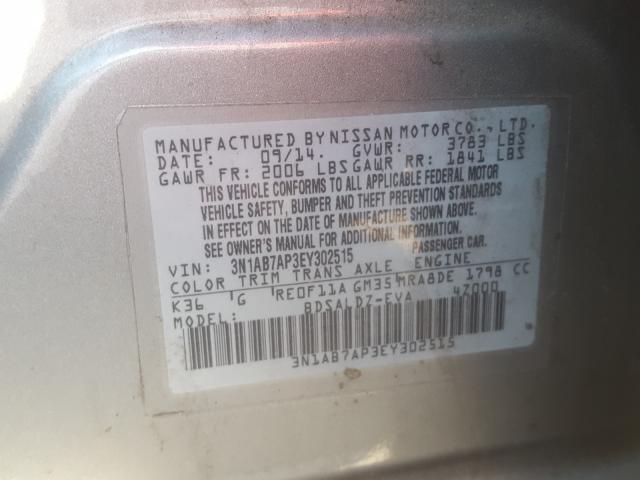 MANUFACTURED BY NISSAN MOTOR CO., LTD.
DATE: 09/14. GVWR: 3783 LBS
GAWR FR: 2006 LBS GAWR RR: 1841 LBS
THIS VEHICLE CONFORMS TO ALL APPLICABLE FEDERAL MOTOR
VEHICLE SAFETY, BUMPER AND THEFT PREVENTION STANDARDS
IN EFFECT ON THE DATE OF MANUFACTURE SHOWN ABOVE.
SEE OWNER'S MANUAL FOR ADDITIONAL INFORMATION.
VIN: 3N1AB7AP3EY302515 PASSENGER CAR.
COLOR TRIM TRANS AXLE ENGINE
K36 G RE0F11A GM35 MRA8DE 1798 CC
MODEL: BDSALDZ-EVA 4Z000
3N1AB7AP3EY302515